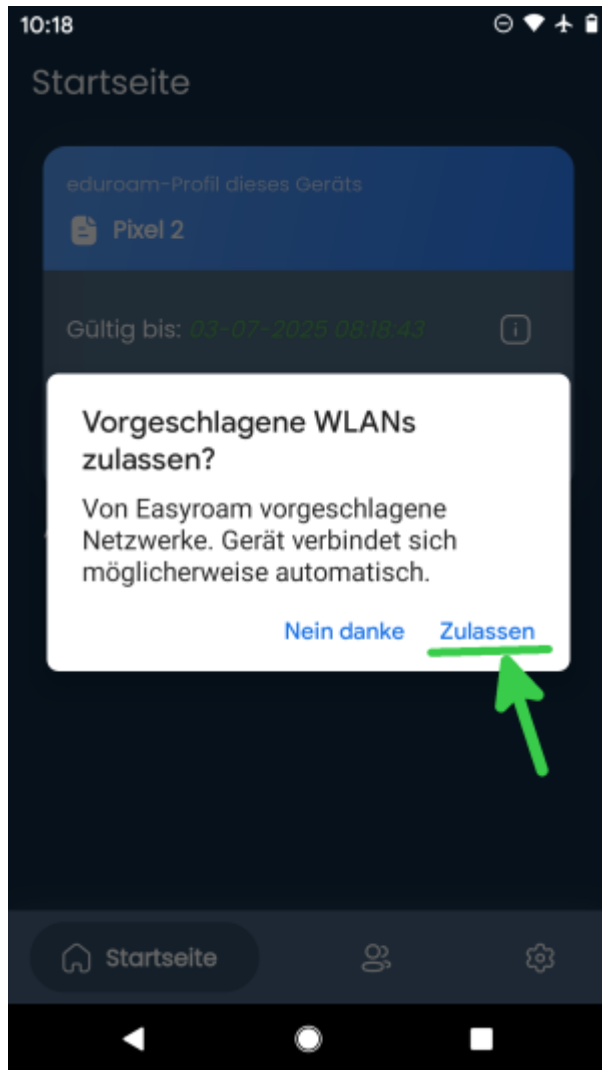 10:18
Startseite
eduroam-Profil dieses Geräts
Pixel 2
Gültig bis: 03-07-2025 08:18:43
Vorgeschlagene WLANs
zulassen?
Von Easyroam vorgeschlagene
Netzwerke. Gerät verbindet sich
möglicherweise automatisch.
Nein danke Zulassen
Startseite